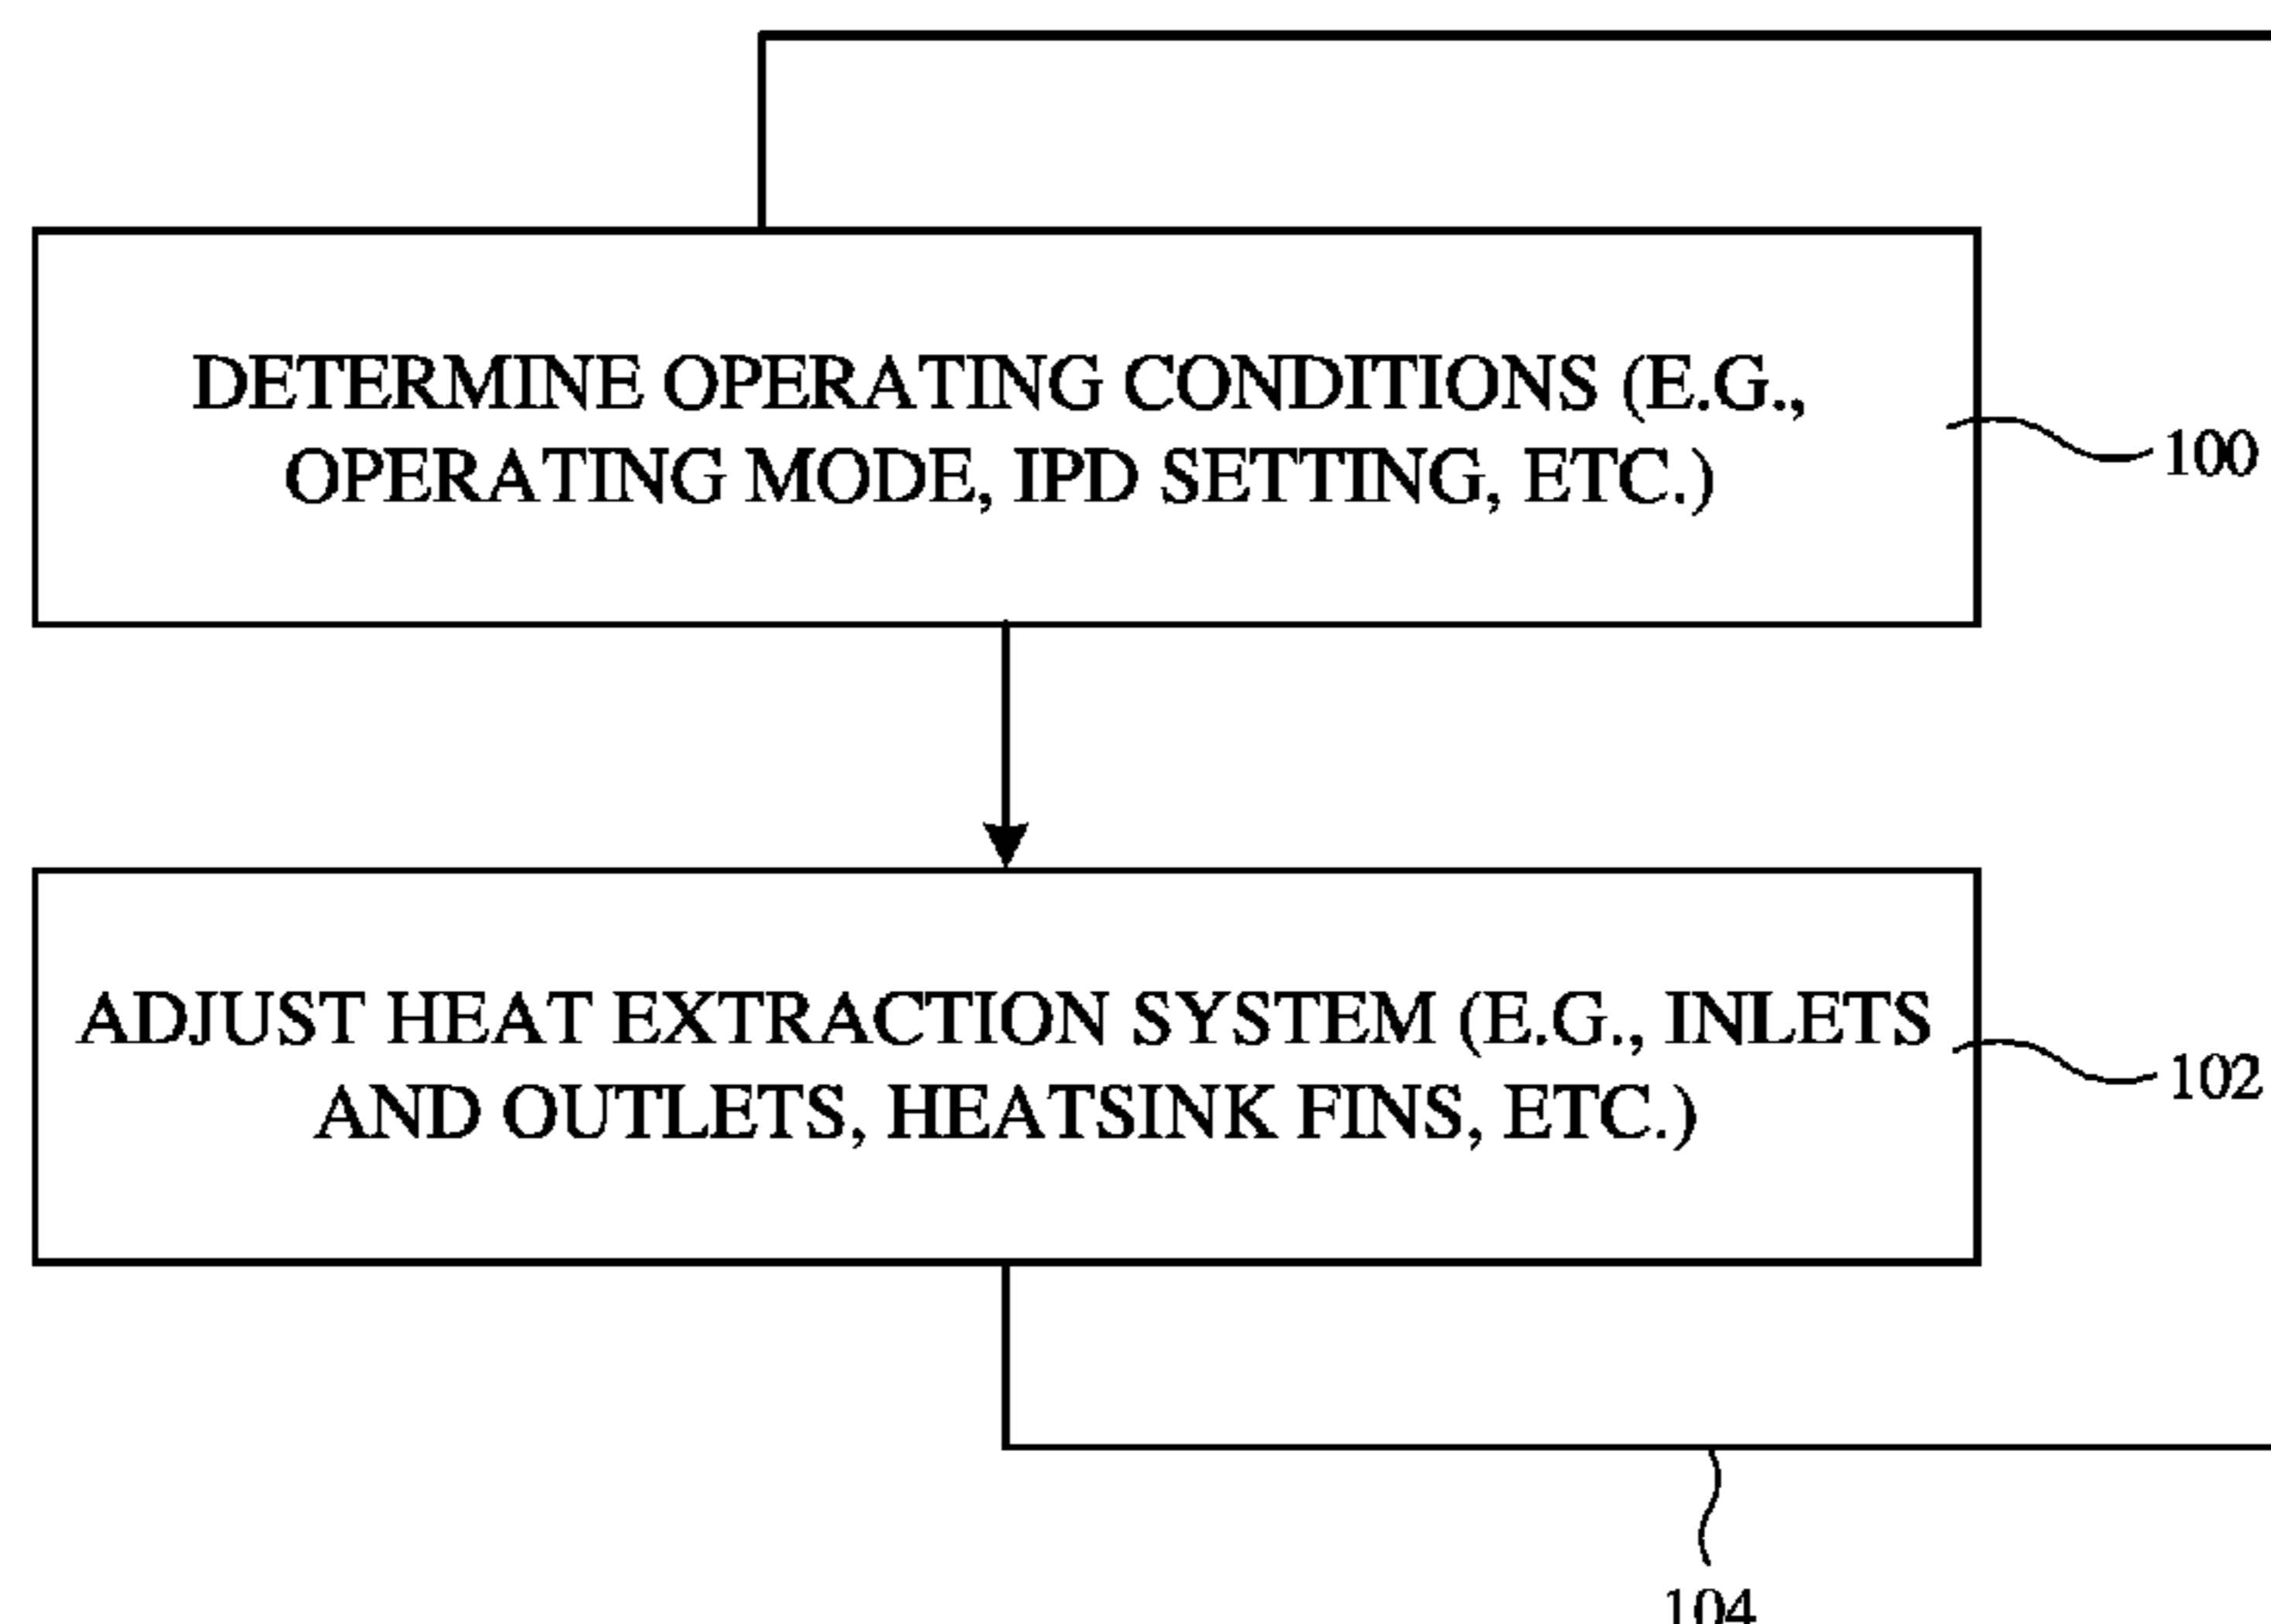 DETERMINE OPERATING CONDITIONS (E.G.,
OPERATING MODE, IPD SETTING, ETC.)
100
ADJUST HEAT EXTRACTION SYSTEM (E.G., INLETS
AND OUTLETS, HEATSINK FINS, ETC.)
102
104